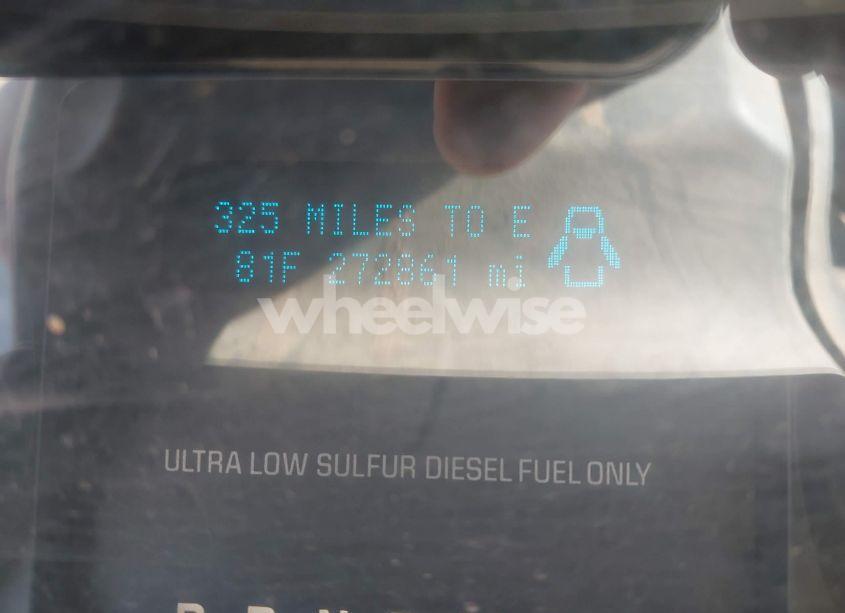 325 MILES TO E
81F 272861 mi
wheelwise
ULTRA LOW SULFUR DIESEL FUEL ONLY